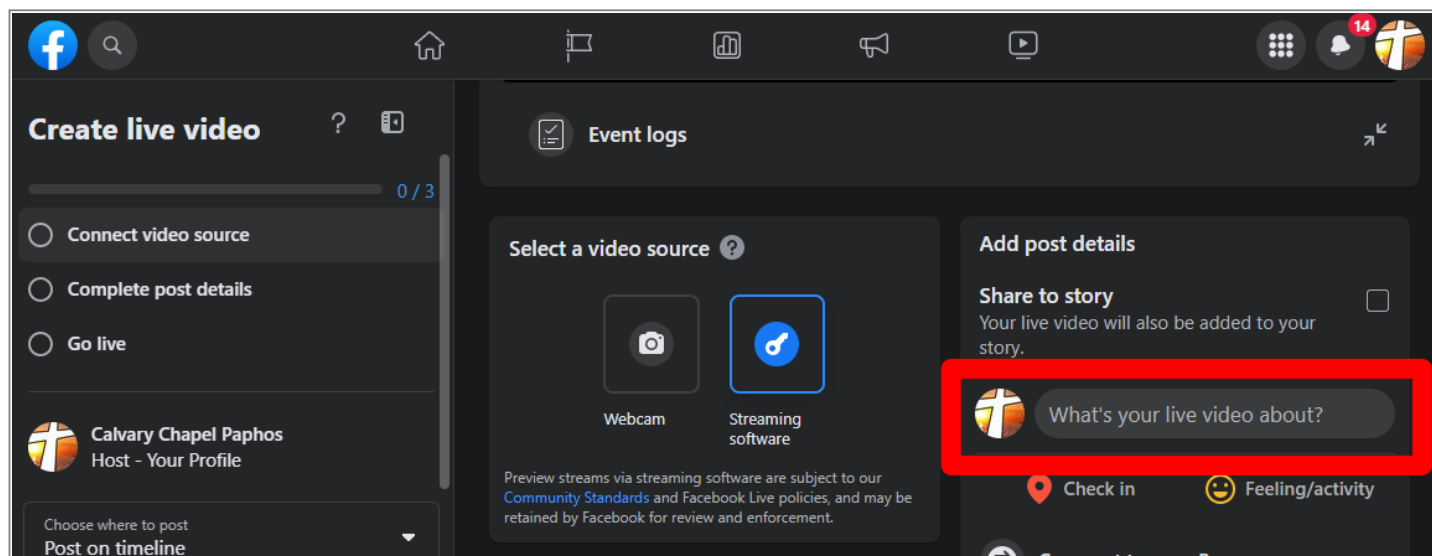 14
Create live video
0 / 3
Connect video source
Complete post details
Go live
Calvary Chapel Paphos
Host - Your Profile
Choose where to post
Post on timeline
Event logs
Select a video source
Webcam
Streaming
software
Preview streams via streaming software are subject to our
Community Standards and Facebook Live policies, and may be
retained by Facebook for review and enforcement.
Add post details
Share to story
Your live video will also be added to your
story.
What's your live video about?
Check in
Feeling/activity